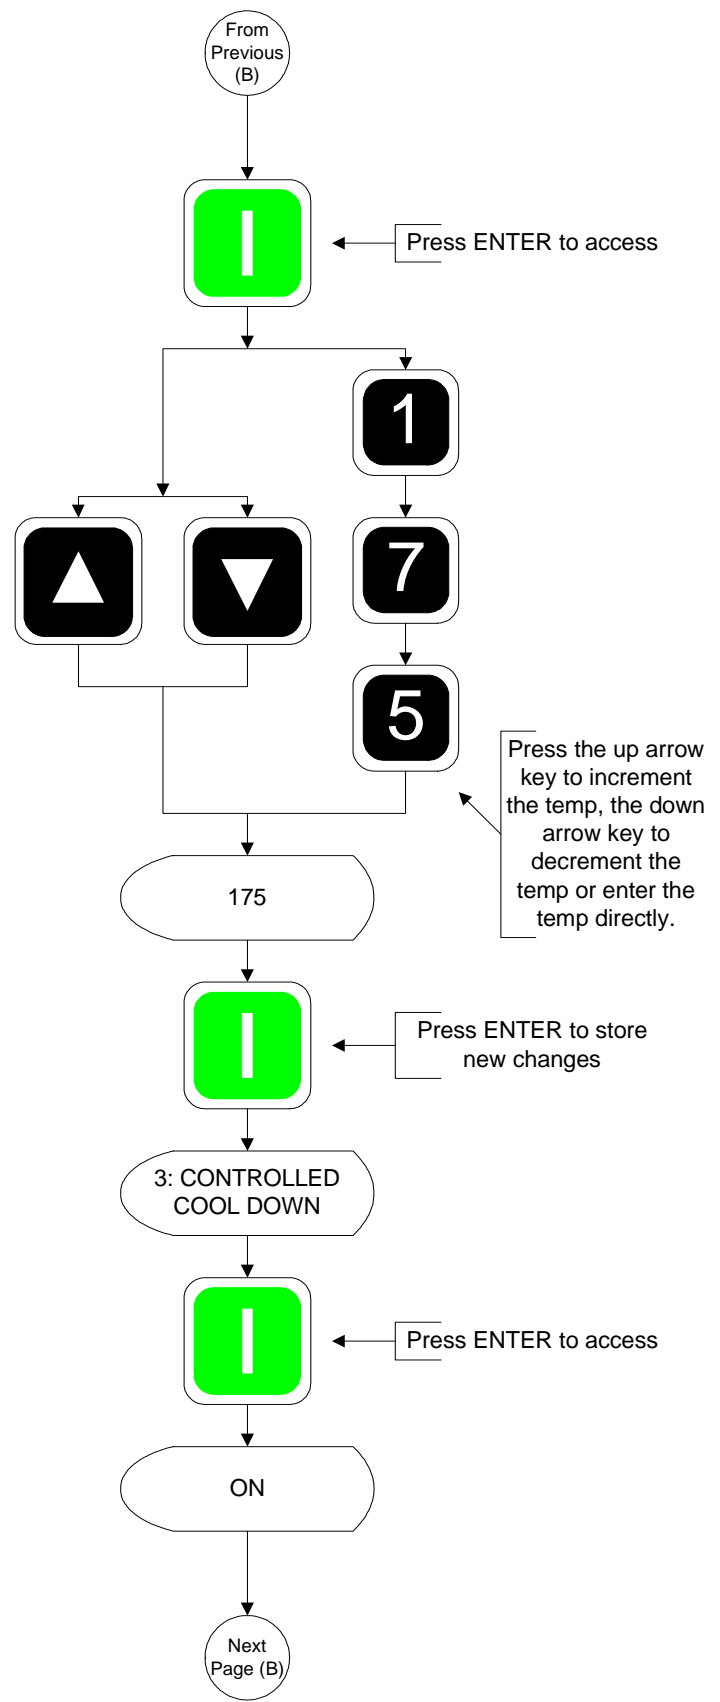 From
Previous
(B)
Press ENTER to access
1
7
5
Press the up arrow
key to increment
the temp, the down
arrow key to
decrement the
temp or enter the
temp directly.
175
Press ENTER to store
new changes
3: CONTROLLED
COOL DOWN
Press ENTER to access
ON
Next
Page (B)